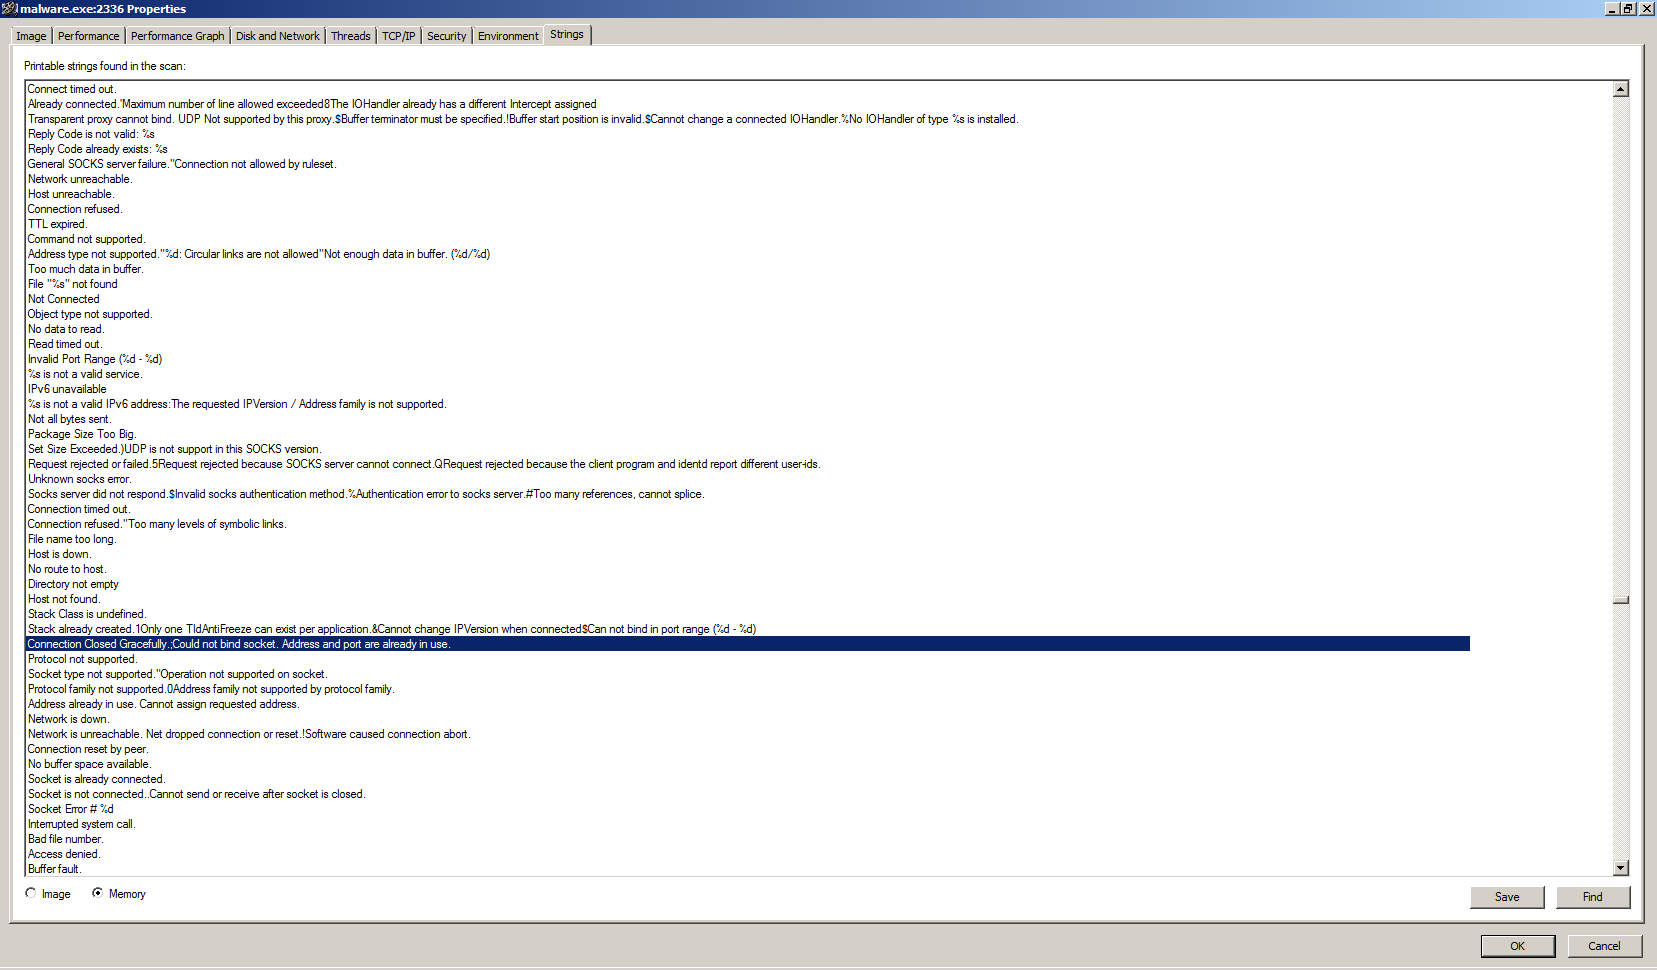 malware.exe:2336 Properties
Image Performance Performance Graph Disk and Network Threads TCP/IP Security Environment Strings
Printable strings found in the scan:
Connect timed out.
Already connected.'Maximum number of line allowed exceeded8The IOHandler already has a different Intercept assigned
Transparent proxy cannot bind. UDP Not supported by this proxy.$Buffer terminator must be specified.!Buffer start position is invalid.$Cannot change a connected IOHandler.%No IOHandler of type %s is installed.
Reply Code is not valid: %s
Reply Code already exists: %s
General SOCKS server failure."Connection not allowed by ruleset.
Network unreachable.
Host unreachable.
Connection refused.
TTL expired.
Command not supported.
Address type not supported."%d: Circular links are not allowed"Not enough data in buffer. (%d/%d)
Too much data in buffer.
File "%s" not found
Not Connected
Object type not supported.
No data to read.
Read timed out.
Invalid Port Range (%d - %d)
%s is not a valid service.
IPv6 unavailable
%s is not a valid IPv6 address:The requested IPVersion / Address family is not supported.
Not all bytes sent.
Package Size Too Big.
Set Size Exceeded.)UDP is not support in this SOCKS version.
Request rejected or failed.5Request rejected because SOCKS server cannot connect.QRequest rejected because the client program and identd report different user-ids.
Unknown socks error.
Socks server did not respond.$Invalid socks authentication method.%Authentication error to socks server.#Too many references, cannot splice.
Connection timed out.
Connection refused."Too many levels of symbolic links.
File name too long.
Host is down.
No route to host.
Directory not empty
Host not found.
Stack Class is undefined.
Stack already created.1Only one TIdAntiFreeze can exist per application.&Cannot change IPVersion when connected$Can not bind in port range (%d - %d)
Connection Closed Gracefully.;Could not bind socket. Address and port are already in use.
Protocol not supported.
Socket type not supported."Operation not supported on socket.
Protocol family not supported.0Address family not supported by protocol family.
Address already in use. Cannot assign requested address.
Network is down.
Network is unreachable. Net dropped connection or reset.!Software caused connection abort.
Connection reset by peer.
No buffer space available.
Socket is already connected.
Socket is not connected..Cannot send or receive after socket is closed.
Socket Error # %d
Interrupted system call.
Bad file number.
Access denied.
Buffer fault.
Image Memory Save Find
OK Cancel